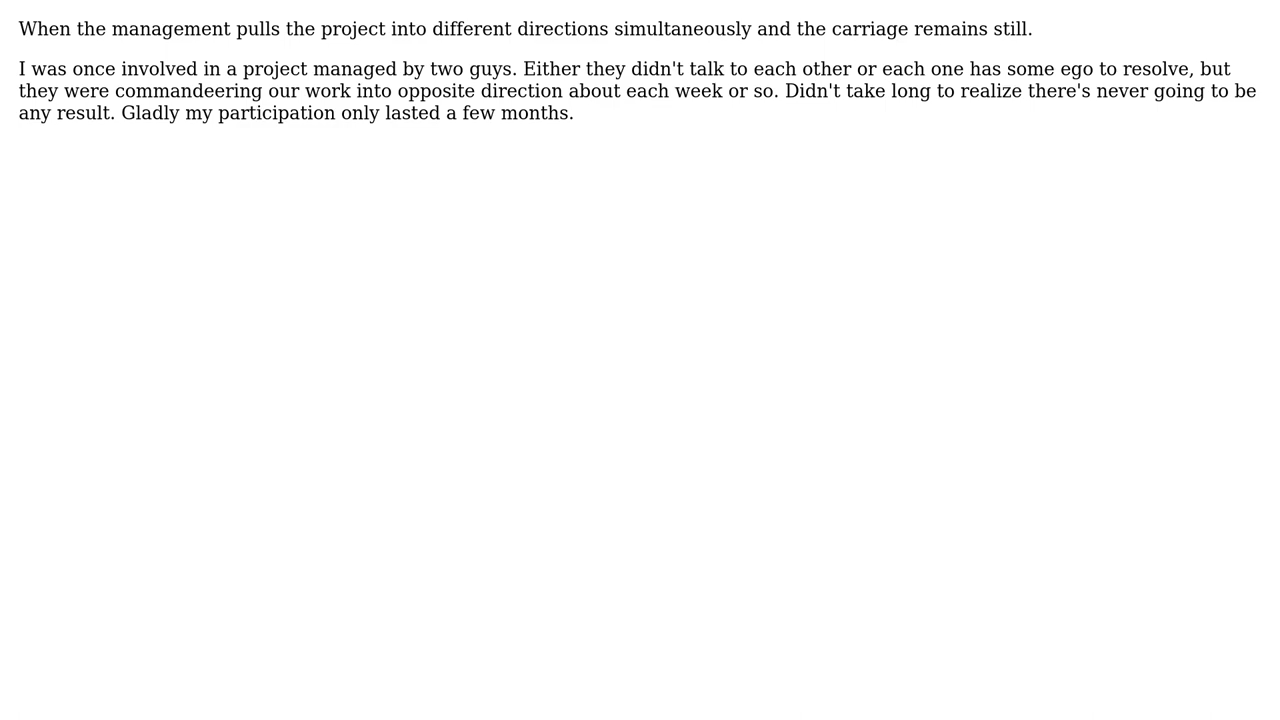 When the management pulls the project into different directions simultaneously and the carriage remains still.
I was once involved in a project managed by two guys. Either they didn't talk to each other or each one has some ego to resolve, but
they were commandeering our work into opposite direction about each week or so. Didn't take long to realize there's never going to be
any result. Gladly my participation only lasted a few months.